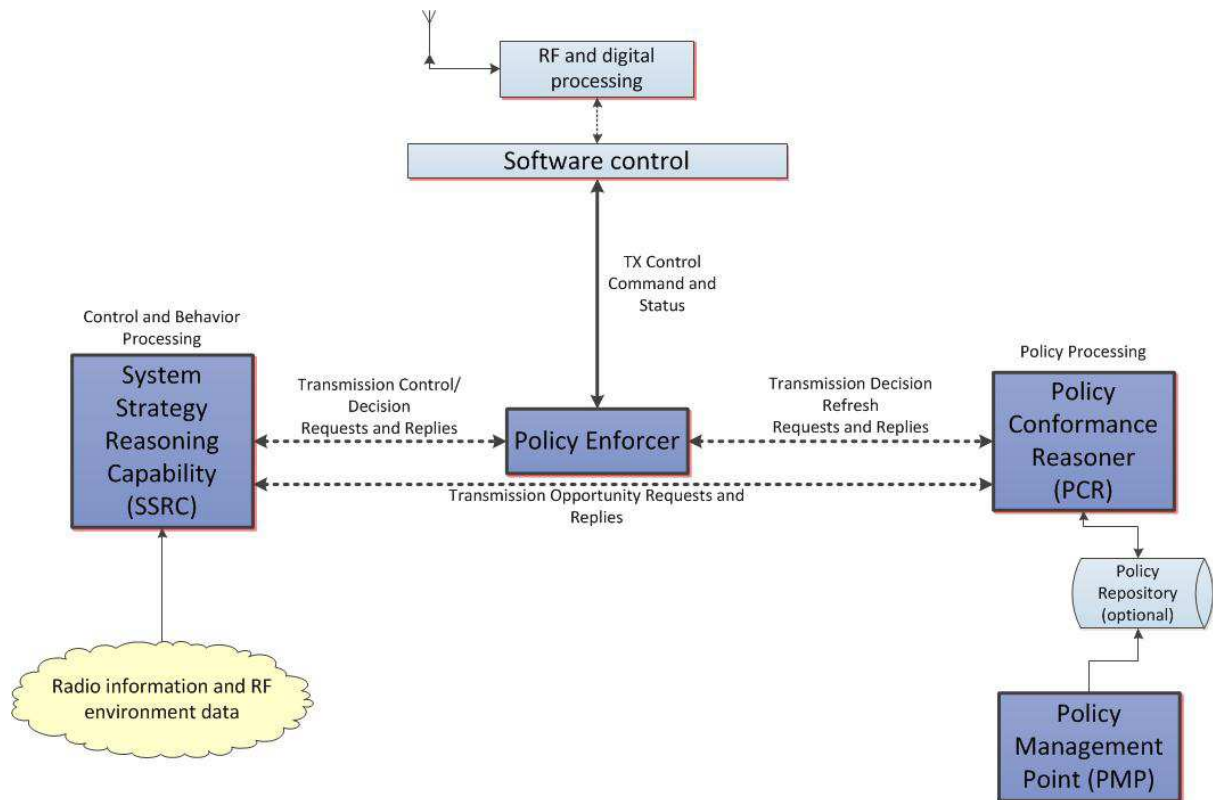 RF and digital
processing
Software control
TX Control
Command and
Status
Control and Behavior
Processing
System
Strategy
Reasoning
Capability
(SSRC)
Transmission Control/
Decision
Requests and Replies
Policy Enforcer
Transmission Decision
Refresh
Requests and Replies
Transmission Opportunity Requests and
Replies
Policy Processing
Policy
Conformance
Reasoner
(PCR)
Policy
Repository
(optional)
Radio information and RF
environment data
Policy
Management
Point (PMP)